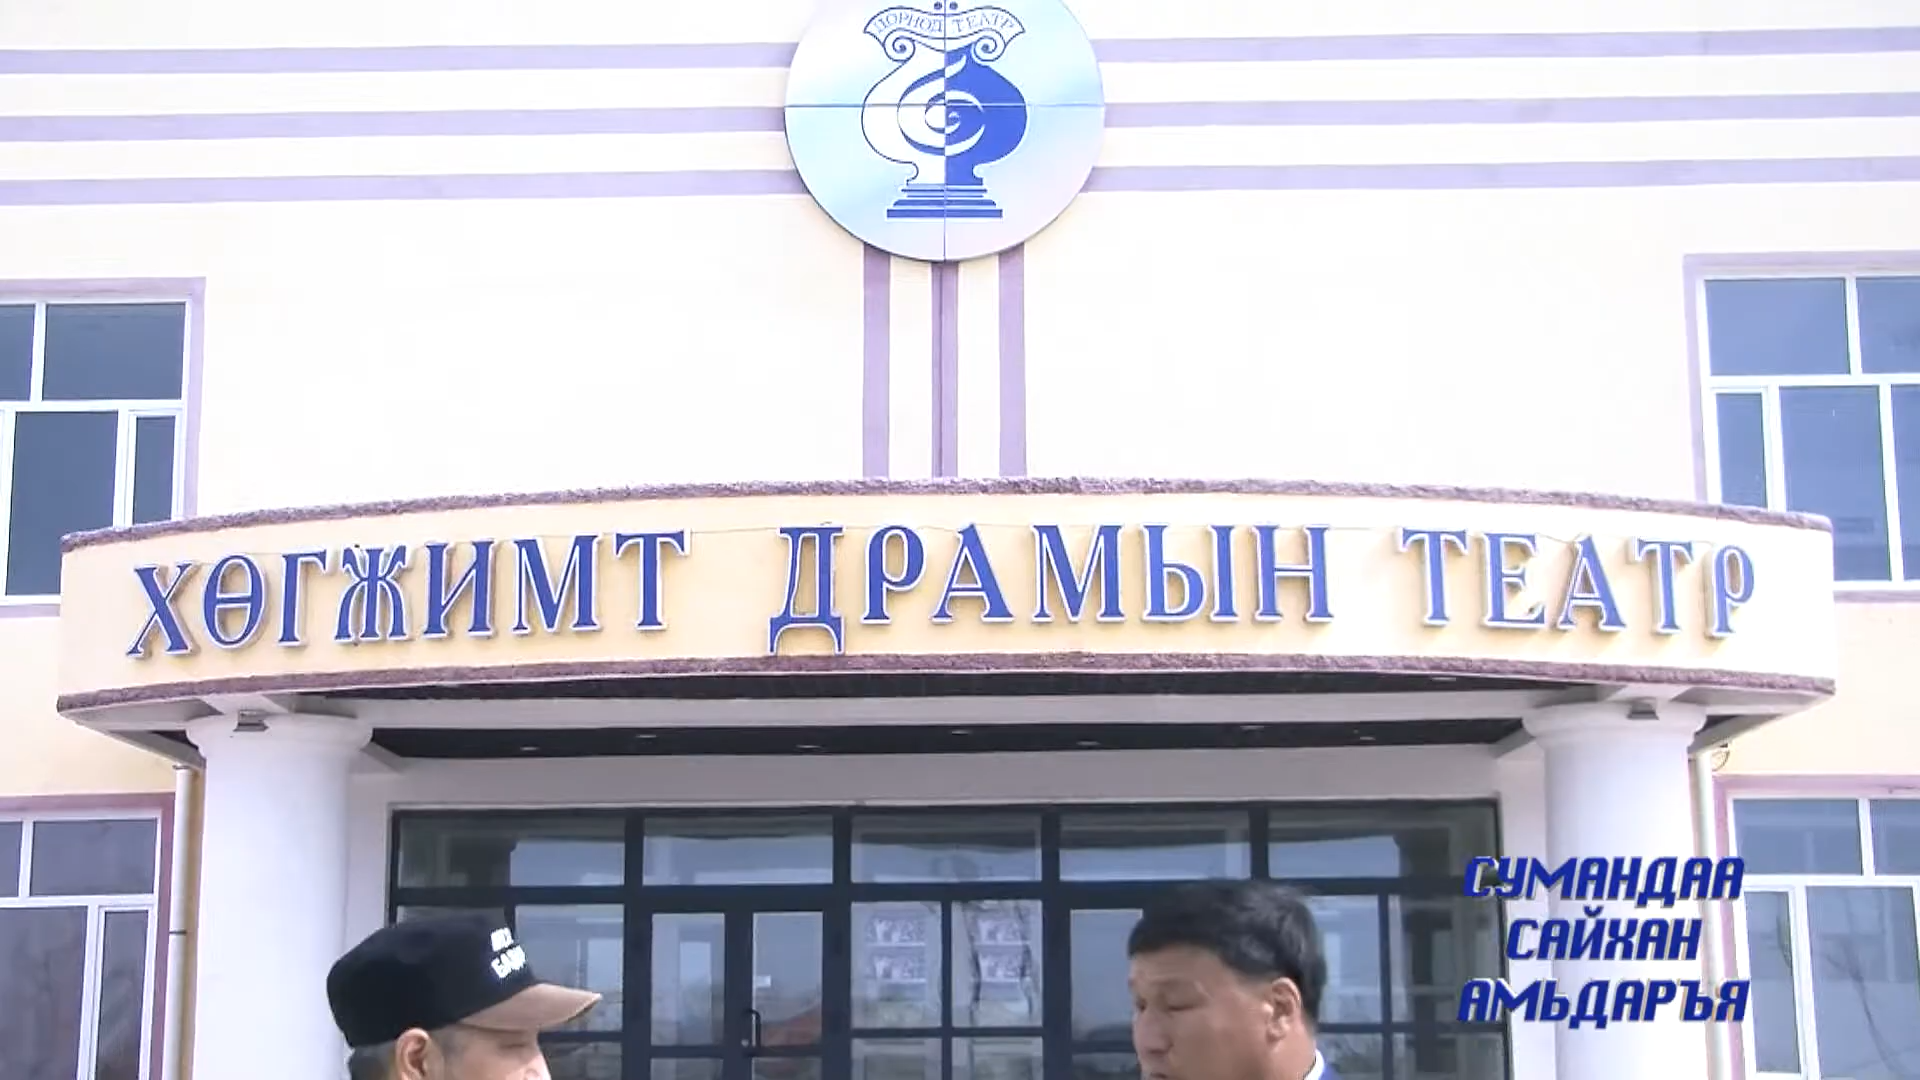 ДОРНОД ТЕАТР
ХӨГЖИМТ ДРАМЫН ТЕАТР
СУМАНДАА
САЙХАН
АМЬДАРЪЯ